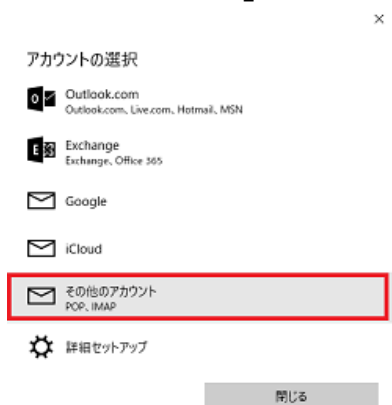 アカウントの選択
Outlook.com
Outlook.com、Live.com、Hotmail、MSN
Exchange
Exchange、Office 365
Google
iCloud
その他のアカウント
POP、IMAP
詳細セットアップ
閉じる